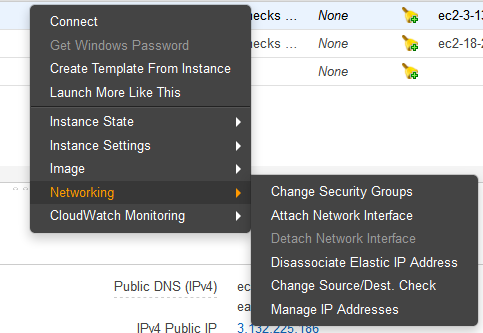 Connect
Get Windows Password
Create Template From Instance
Launch More Like This
Instance State
Instance Settings
Image
Networking
CloudWatch Monitoring
Change Security Groups
Attach Network Interface
Detach Network Interface
Disassociate Elastic IP Address
Change Source/Dest. Check
Manage IP Addresses
hecks … None ec2-3-13
hecks … None ec2-18-2
None
Public DNS (IPv4) ec
ea
IPv4 Public IP 3.132.225.186